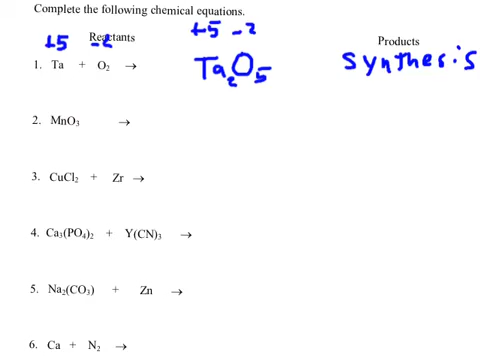 Complete the following chemical equations.
+5 -2
Reactants
+5 -2
Products
1. Ta + O₂ → Ta₂O₅ synthesis
2. MnO₃ →
3. CuCl₂ + Zr →
4. Ca₃(PO₄)₂ + Y(CN)₃ →
5. Na₂(CO₃) + Zn →
6. Ca + N₂ →